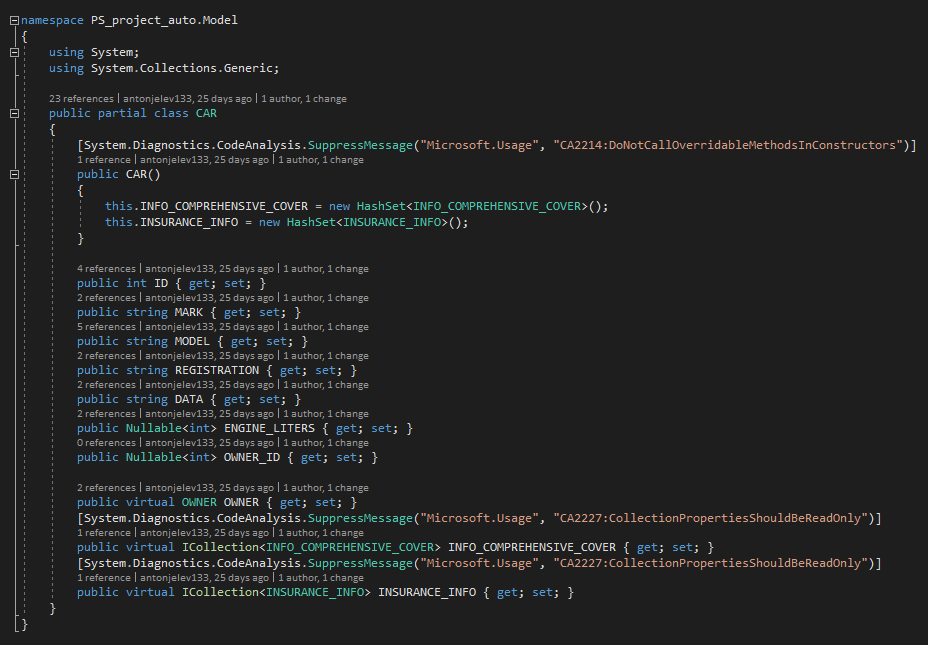 namespace PS_project_auto.Model
{
using System;
using System.Collections.Generic;
23 references | antonjelev133, 25 days ago | 1 author, 1 change
public partial class CAR
{
[System.Diagnostics.CodeAnalysis.SuppressMessage("Microsoft.Usage", "CA2214:DoNotCallOverridableMethodsInConstructors")]
1 reference | antonjelev133, 25 days ago | 1 author, 1 change
public CAR()
{
this.INFO_COMPREHENSIVE_COVER = new HashSet<INFO_COMPREHENSIVE_COVER>();
this.INSURANCE_INFO = new HashSet<INSURANCE_INFO>();
}
4 references | antonjelev133, 25 days ago | 1 author, 1 change
public int ID { get; set; }
2 references | antonjelev133, 25 days ago | 1 author, 1 change
public string MARK { get; set; }
5 references | antonjelev133, 25 days ago | 1 author, 1 change
public string MODEL { get; set; }
2 references | antonjelev133, 25 days ago | 1 author, 1 change
public string REGISTRATION { get; set; }
2 references | antonjelev133, 25 days ago | 1 author, 1 change
public string DATA { get; set; }
2 references | antonjelev133, 25 days ago | 1 author, 1 change
public Nullable<int> ENGINE_LITERS { get; set; }
0 references | antonjelev133, 25 days ago | 1 author, 1 change
public Nullable<int> OWNER_ID { get; set; }
2 references | antonjelev133, 25 days ago | 1 author, 1 change
public virtual OWNER OWNER { get; set; }
[System.Diagnostics.CodeAnalysis.SuppressMessage("Microsoft.Usage", "CA2227:CollectionPropertiesShouldBeReadOnly")]
1 reference | antonjelev133, 25 days ago | 1 author, 1 change
public virtual ICollection<INFO_COMPREHENSIVE_COVER> INFO_COMPREHENSIVE_COVER { get; set; }
[System.Diagnostics.CodeAnalysis.SuppressMessage("Microsoft.Usage", "CA2227:CollectionPropertiesShouldBeReadOnly")]
1 reference | antonjelev133, 25 days ago | 1 author, 1 change
public virtual ICollection<INSURANCE_INFO> INSURANCE_INFO { get; set; }
}
}